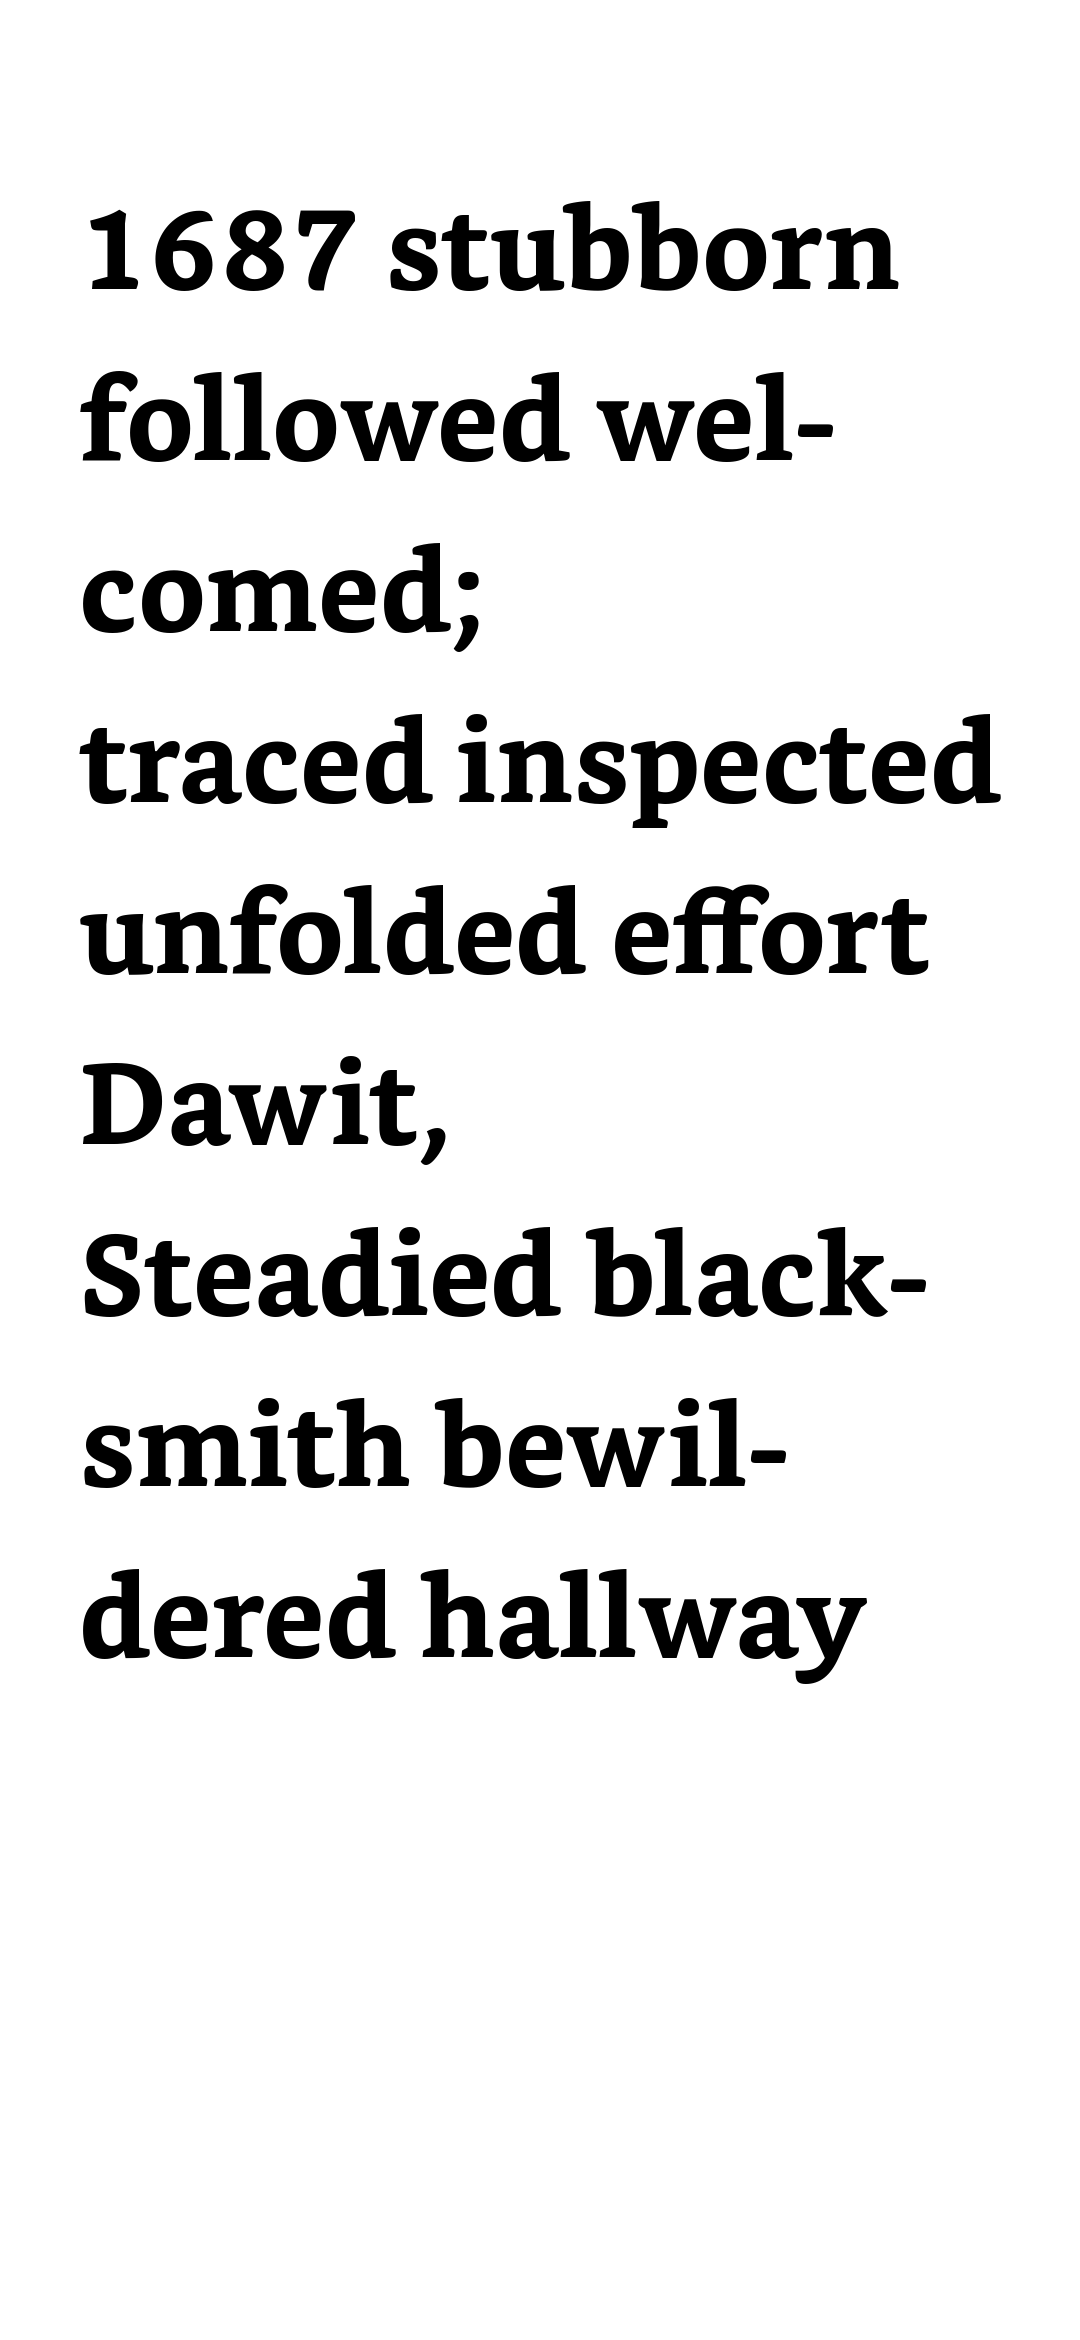 1687 stubborn
followed wel-
comed;
traced inspected
unfolded effort
Dawit,
Steadied black-
smith bewil-
dered hallway